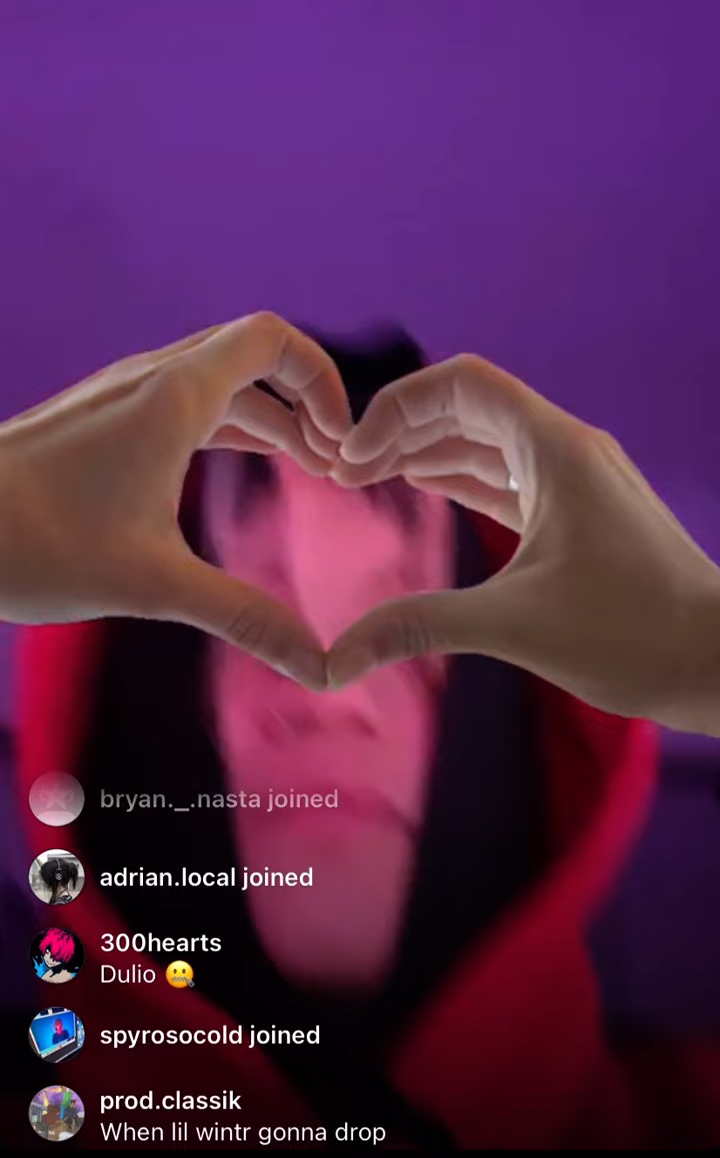 bryan._.nasta joined
adrian.local joined
300hearts
Dulio 🤐
spyrosocold joined
prod.classik
When lil wintr gonna drop